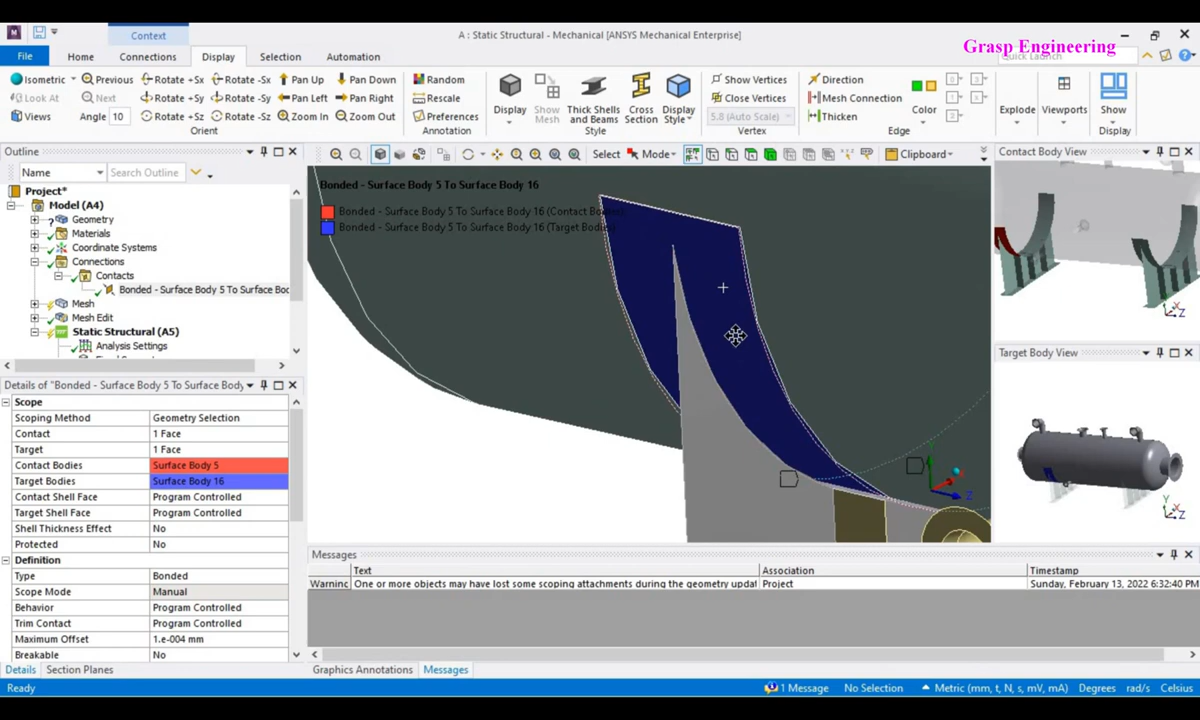 Context
A : Static Structural - Mechanical [ANSYS Mechanical Enterprise]
Grasp Engineering
File Home Connections Display Selection Automation
Quick Launch
Isometric Previous Rotate +Sx Rotate -Sx Pan Up Pan Down Random
Look At Next Rotate +Sy Rotate -Sy Pan Left Pan Right Rescale
Views Angle 10 Rotate +Sz Rotate -Sz Zoom In Zoom Out Preferences
Orient Annotation
Display Show Mesh Thick Shells and Beams Cross Section Display Style
Style
Show Vertices
Close Vertices
5.8 (Auto Scale)
Vertex
Direction
Mesh Connection
Thicken
Color
Edge
Explode Viewports Show
Display
Outline
Name Search Outline
Select Mode Clipboard
Project*
Model (A4)
Geometry
Materials
Coordinate Systems
Connections
Contacts
Bonded - Surface Body 5 To Surface Boc
Mesh
Mesh Edit
Static Structural (A5)
Analysis Settings
Bonded - Surface Body 5 To Surface Body 16
Bonded - Surface Body 5 To Surface Body 16 (Contact Bodies)
Bonded - Surface Body 5 To Surface Body 16 (Target Bodies)
Contact Body View
Target Body View
X
Y
Z
Details of "Bonded - Surface Body 5 To Surface Body
Scope
Scoping Method Geometry Selection
Contact 1 Face
Target 1 Face
Contact Bodies Surface Body 5
Target Bodies Surface Body 16
Contact Shell Face Program Controlled
Target Shell Face Program Controlled
Shell Thickness Effect No
Protected No
Definition
Type Bonded
Scope Mode Manual
Behavior Program Controlled
Trim Contact Program Controlled
Maximum Offset 1.e-004 mm
Breakable No
Details Section Planes
Messages
Text Association Timestamp
Warning One or more objects may have lost some scoping attachments during the geometry updat Project Sunday, February 13, 2022 6:32:40 PM
Graphics Annotations Messages
Ready 1 Message No Selection Metric (mm, t, N, s, mV, mA) Degrees rad/s Celsius